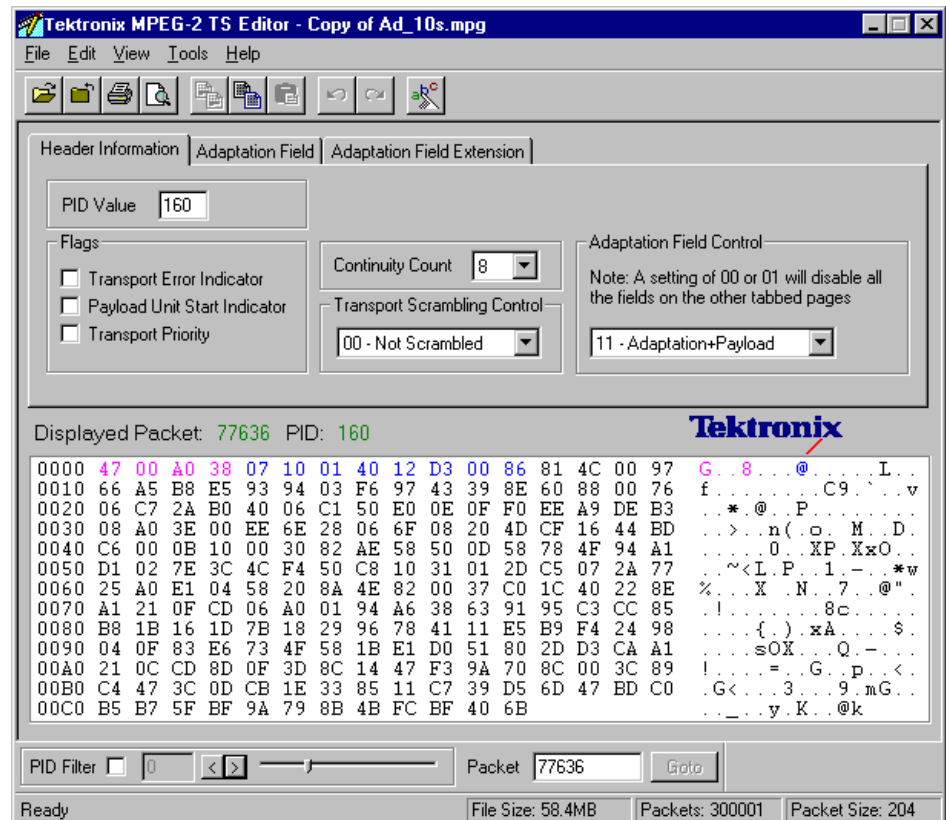 Tektronix MPEG-2 TS Editor - Copy of Ad_10s.mpg
File Edit View Tools Help
Header Information Adaptation Field Adaptation Field Extension
PID Value 160
Flags
Transport Error Indicator
Payload Unit Start Indicator
Transport Priority
Continuity Count 8
Transport Scrambling Control
00 - Not Scrambled
Adaptation Field Control
Note: A setting of 00 or 01 will disable all
the fields on the other tabbed pages
11 - Adaptation+Payload
Displayed Packet: 77636 PID: 160
Tektronix
0000 47 00 A0 38 07 10 01 40 12 D3 00 86 81 4C 00 97 G..8...@.....L..
0010 66 A5 B8 E5 93 94 03 F6 97 43 39 8E 60 88 00 76 f........C9.`..v
0020 06 C7 2A B0 40 06 C1 50 E0 0E 0F F0 EE A9 DE B3 ..*.@..P........
0030 08 A0 3E 00 EE 6E 28 06 6F 08 20 4D CF 16 44 BD ..>..n(.o. M..D.
0040 C6 00 0B 10 00 30 82 AE 58 50 0D 58 78 4F 94 A1 .....0..XP.XxO..
0050 D1 02 7E 3C 4C F4 50 C8 10 31 01 2D C5 07 2A 77 ..~<L.P..1.-..*w
0060 25 A0 E1 04 58 20 8A 4E 82 00 37 C0 1C 40 22 8E %...X .N..7..@".
0070 A1 21 0F CD 06 A0 01 94 A6 38 63 91 95 C3 CC 85 .!.......8c.....
0080 B8 1B 16 1D 7B 18 29 96 78 41 11 E5 B9 F4 24 98 ....{.).xA....$.
0090 04 0F 83 E6 73 4F 58 1B E1 D0 51 80 2D D3 CA A1 ....sOX...Q.-...
00A0 21 0C CD 8D 0F 3D 8C 14 47 F3 9A 70 8C 00 3C 89 !....=..G..p..<.
00B0 C4 47 3C 0D CB 1E 33 85 11 C7 39 D5 6D 47 BD C0 .G<...3...9.mG..
00C0 B5 B7 5F BF 9A 79 8B 4B FC BF 40 6B .._..y.K..@k
PID Filter 0 < > Packet 77636 Goto
Ready File Size: 58.4MB Packets: 300001 Packet Size: 204